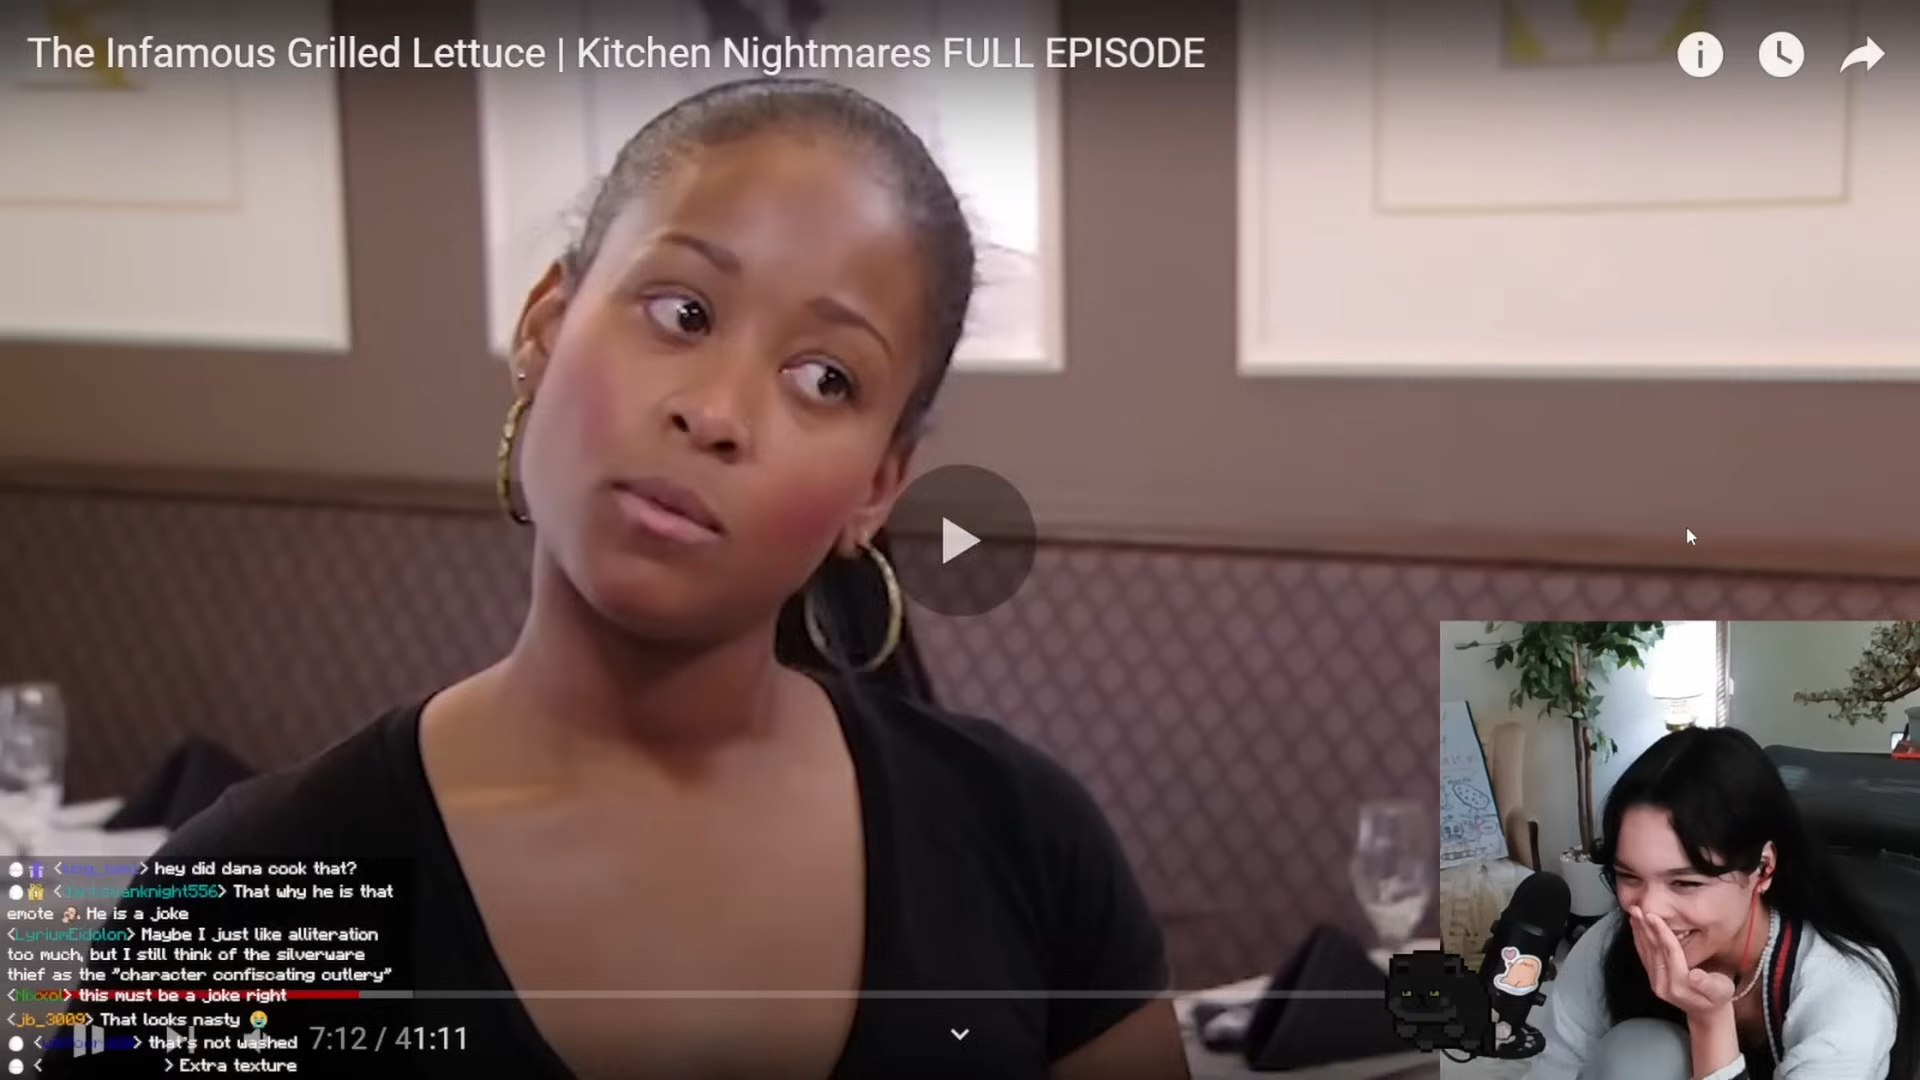 The Infamous Grilled Lettuce | Kitchen Nightmares FULL EPISODE
> hey did dana cook that?
knight556> That why he is that
emote . He is a joke
<LyriumEidolon> Maybe I just like alliteration
too much, but I still think of the silverware
thief as the "character confiscating cutlery"
this must be a joke right
<jb_3009> That looks nasty 😭
> that's not washed
7:12 / 41:11
< > Extra texture